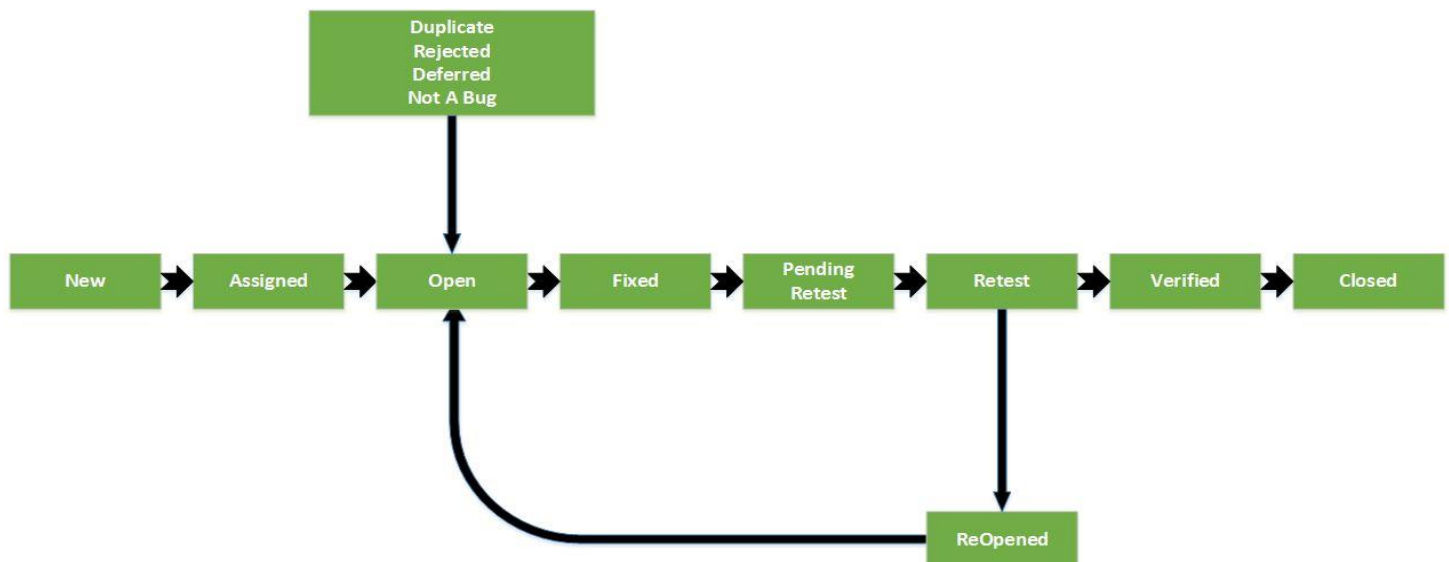 Duplicate
Rejected
Deferred
Not A Bug
New
Assigned
Open
Fixed
Pending
Retest
Retest
Verified
Closed
ReOpened